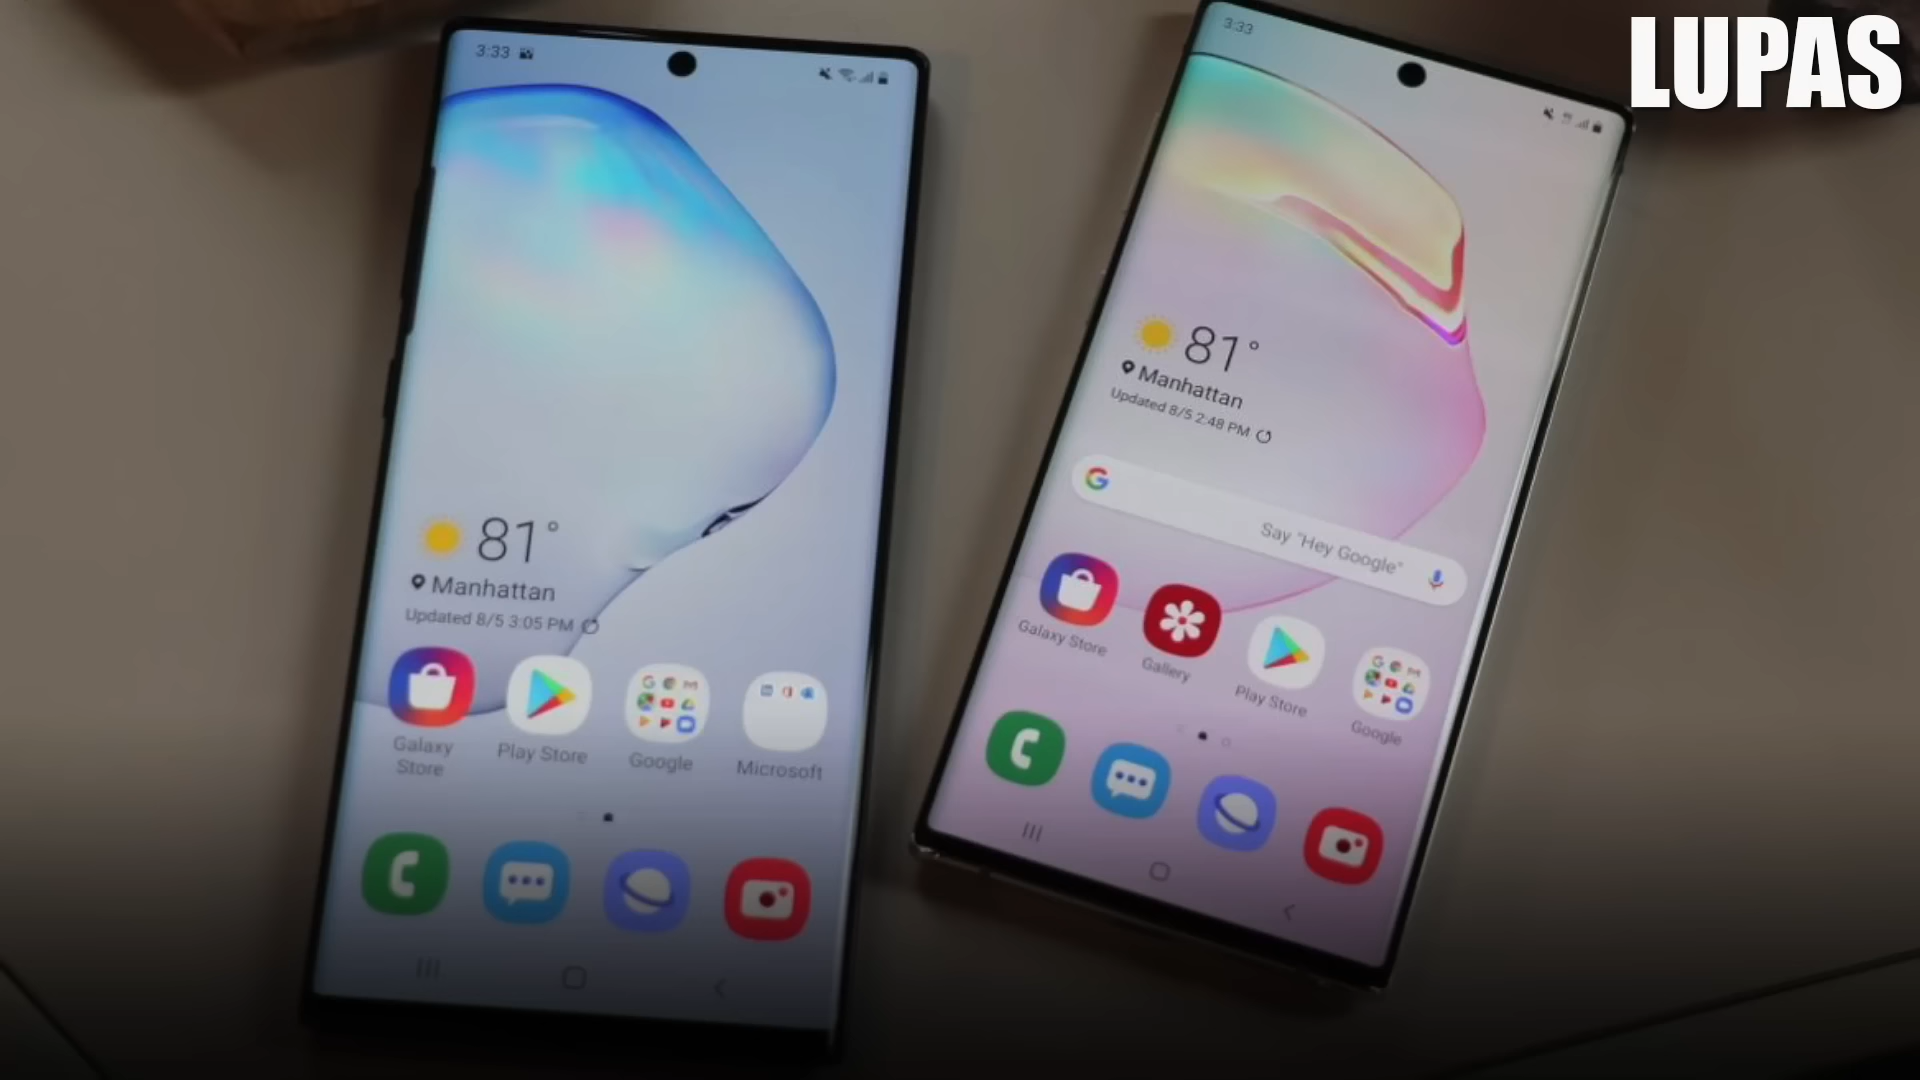 LUPAS
3:33
81°
Manhattan
Updated 8/5 3:05 PM
Galaxy
Store
Play Store
Google
Microsoft
3:33
81°
Manhattan
Updated 8/5 2:48 PM
G
Say "Hey Google"
Galaxy Store
Gallery
Play Store
Google